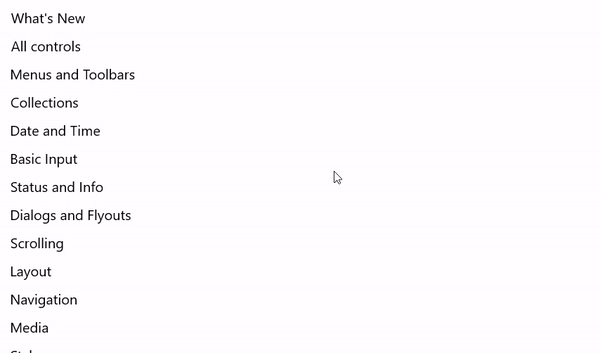 What's New
All controls
Menus and Toolbars
Collections
Date and Time
Basic Input
Status and Info
Dialogs and Flyouts
Scrolling
Layout
Navigation
Media